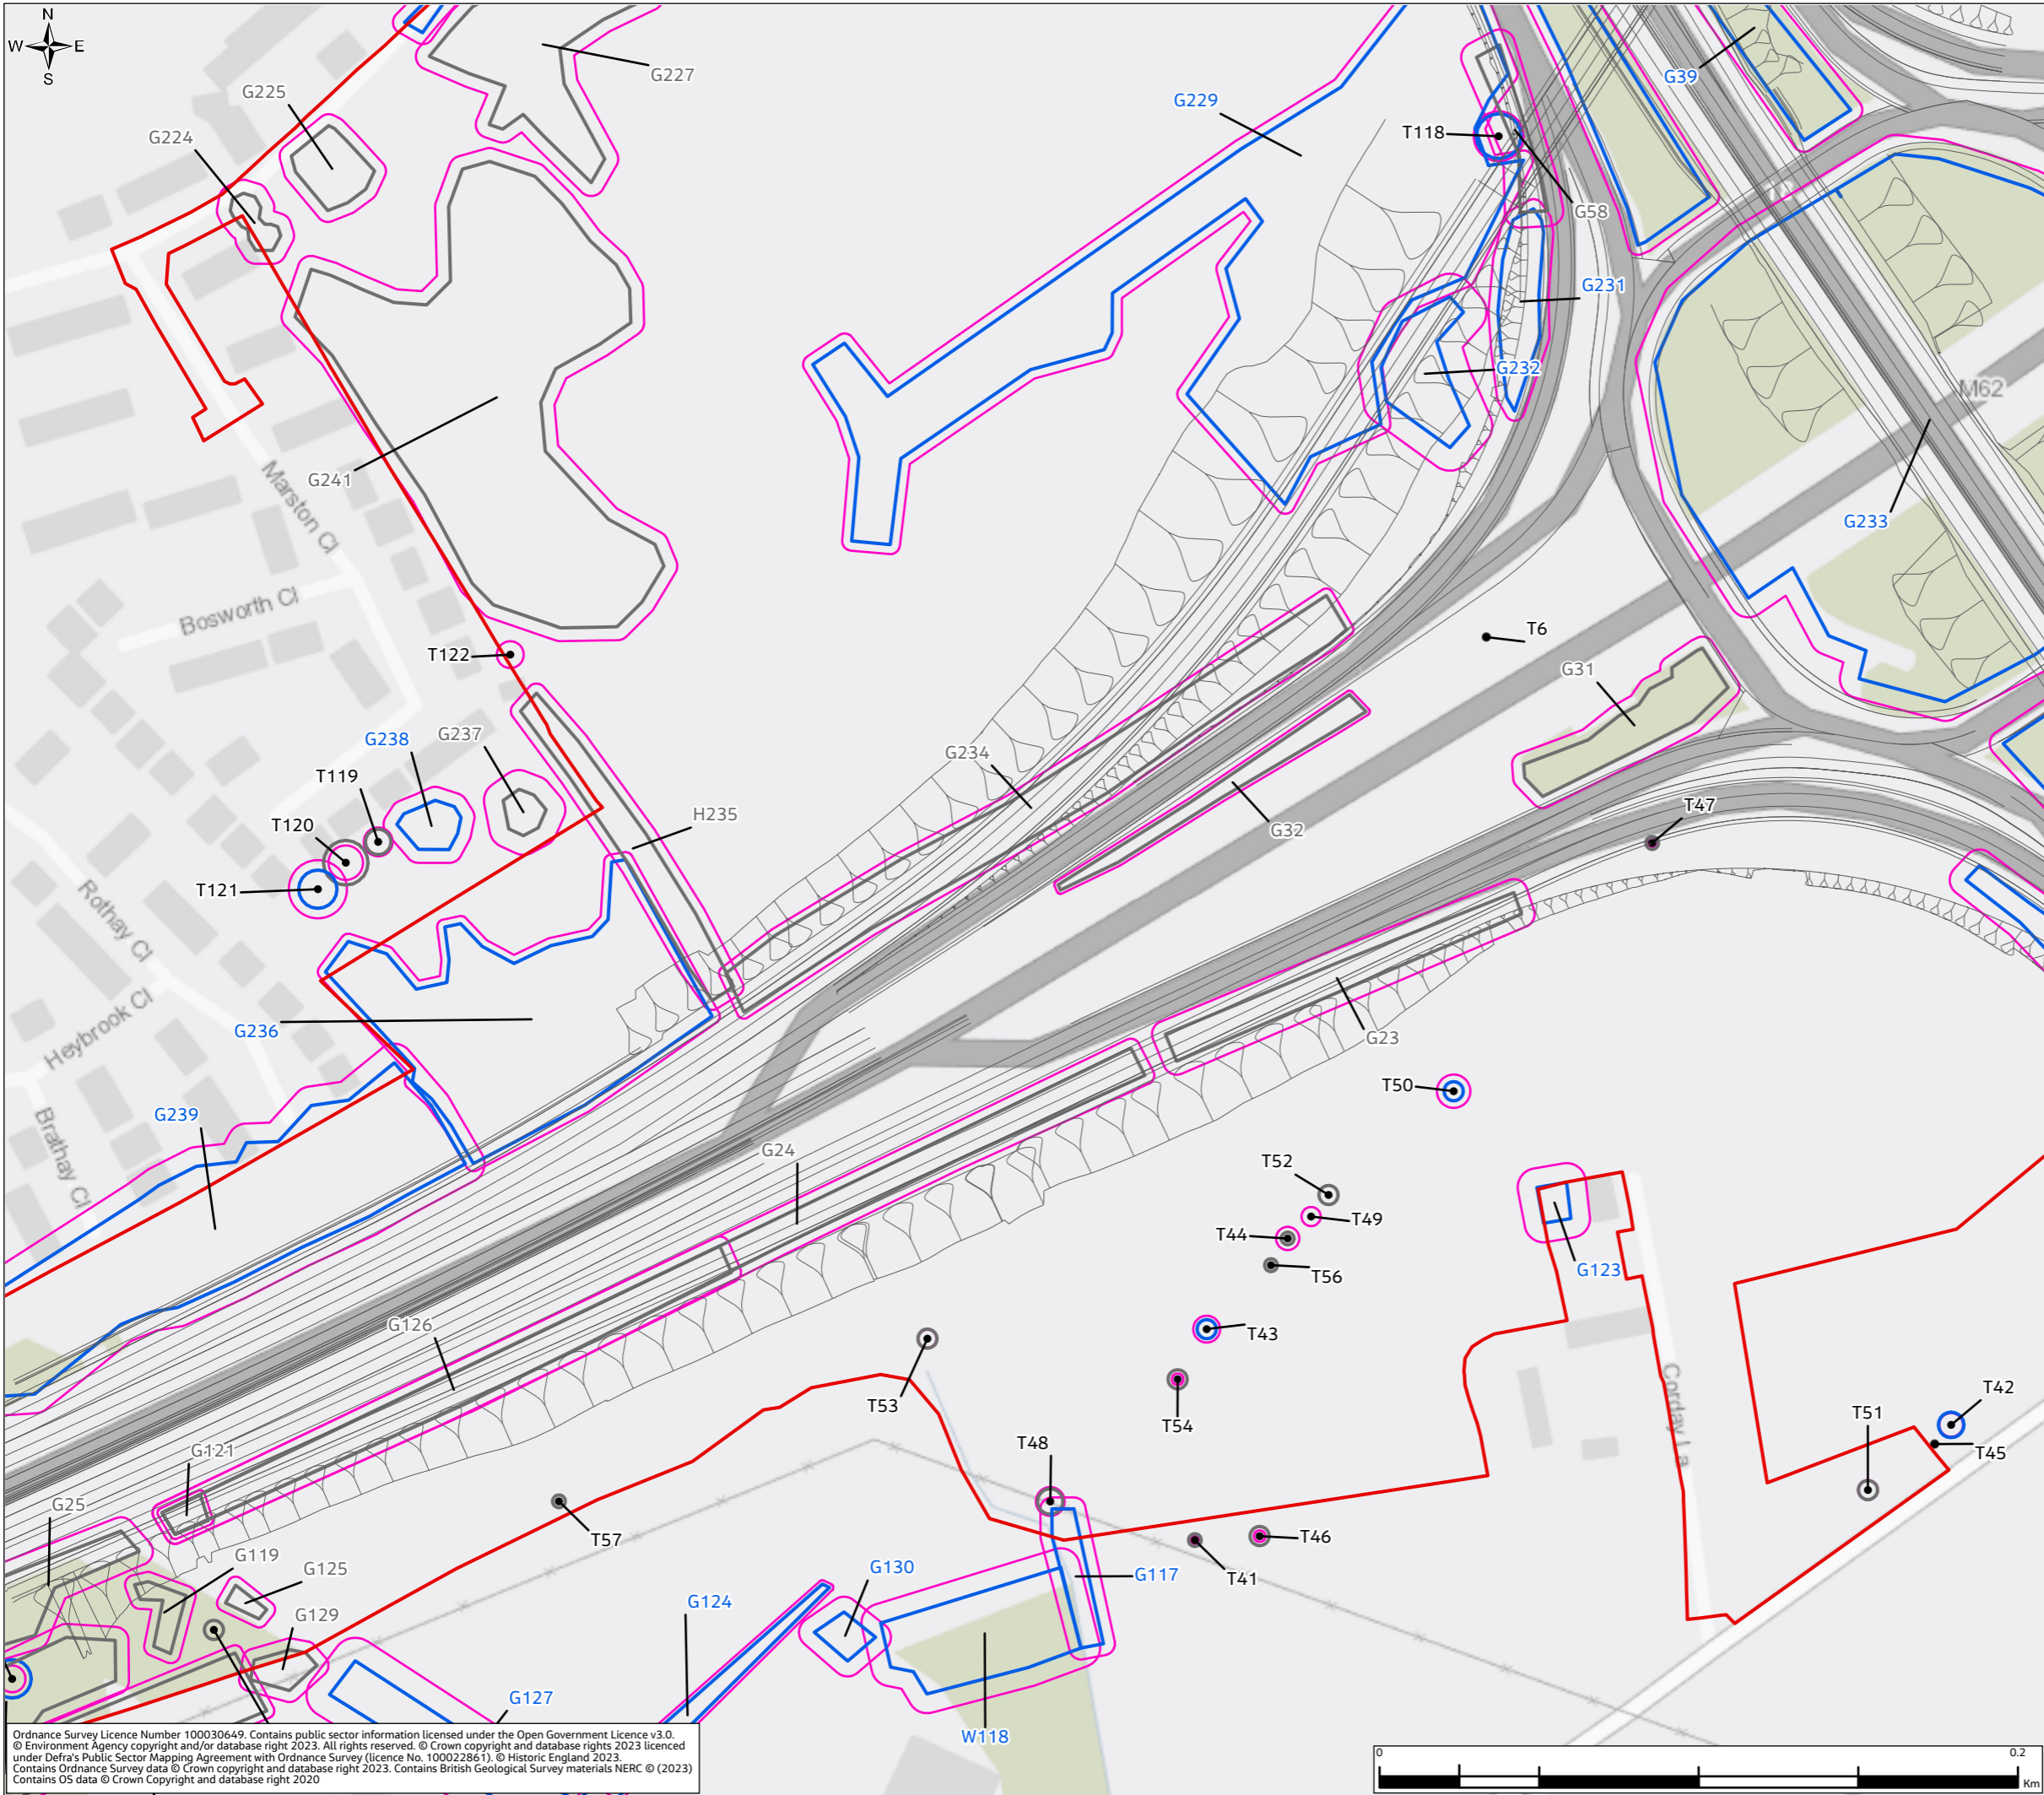 N
W E
S
G227
G39
G225
G229
G224
T118
G58
G231
G232
M62
G241
Marston Cl
G233
Bosworth Cl
T6
T122
G31
G238
G237
G234
T119
T47
T120
H235
G32
T121
Rothay Cl
Heybrook Cl
G236
G23
T50
G239
Brathay Cl
G24
T52
T49
T44
T56
G123
G126
T43
T53
T54
Corday La
T42
T51
T48
T45
G121
G25
T57
T46
G119
G125
G130
G117
T41
G129
G124
G127
W118
Ordnance Survey Licence Number 100030649. Contains public sector information licensed under the Open Government Licence v3.0.
© Environment Agency copyright and/or database right 2023. All rights reserved. © Crown copyright and database rights 2023 licenced
under Defra's Public Sector Mapping Agreement with Ordnance Survey (licence No. 100022861). © Historic England 2023.
Contains Ordnance Survey data © Crown copyright and database right 2023. Contains British Geological Survey materials NERC © (2023)
Contains OS data © Crown Copyright and database right 2020
0 0.2
Km